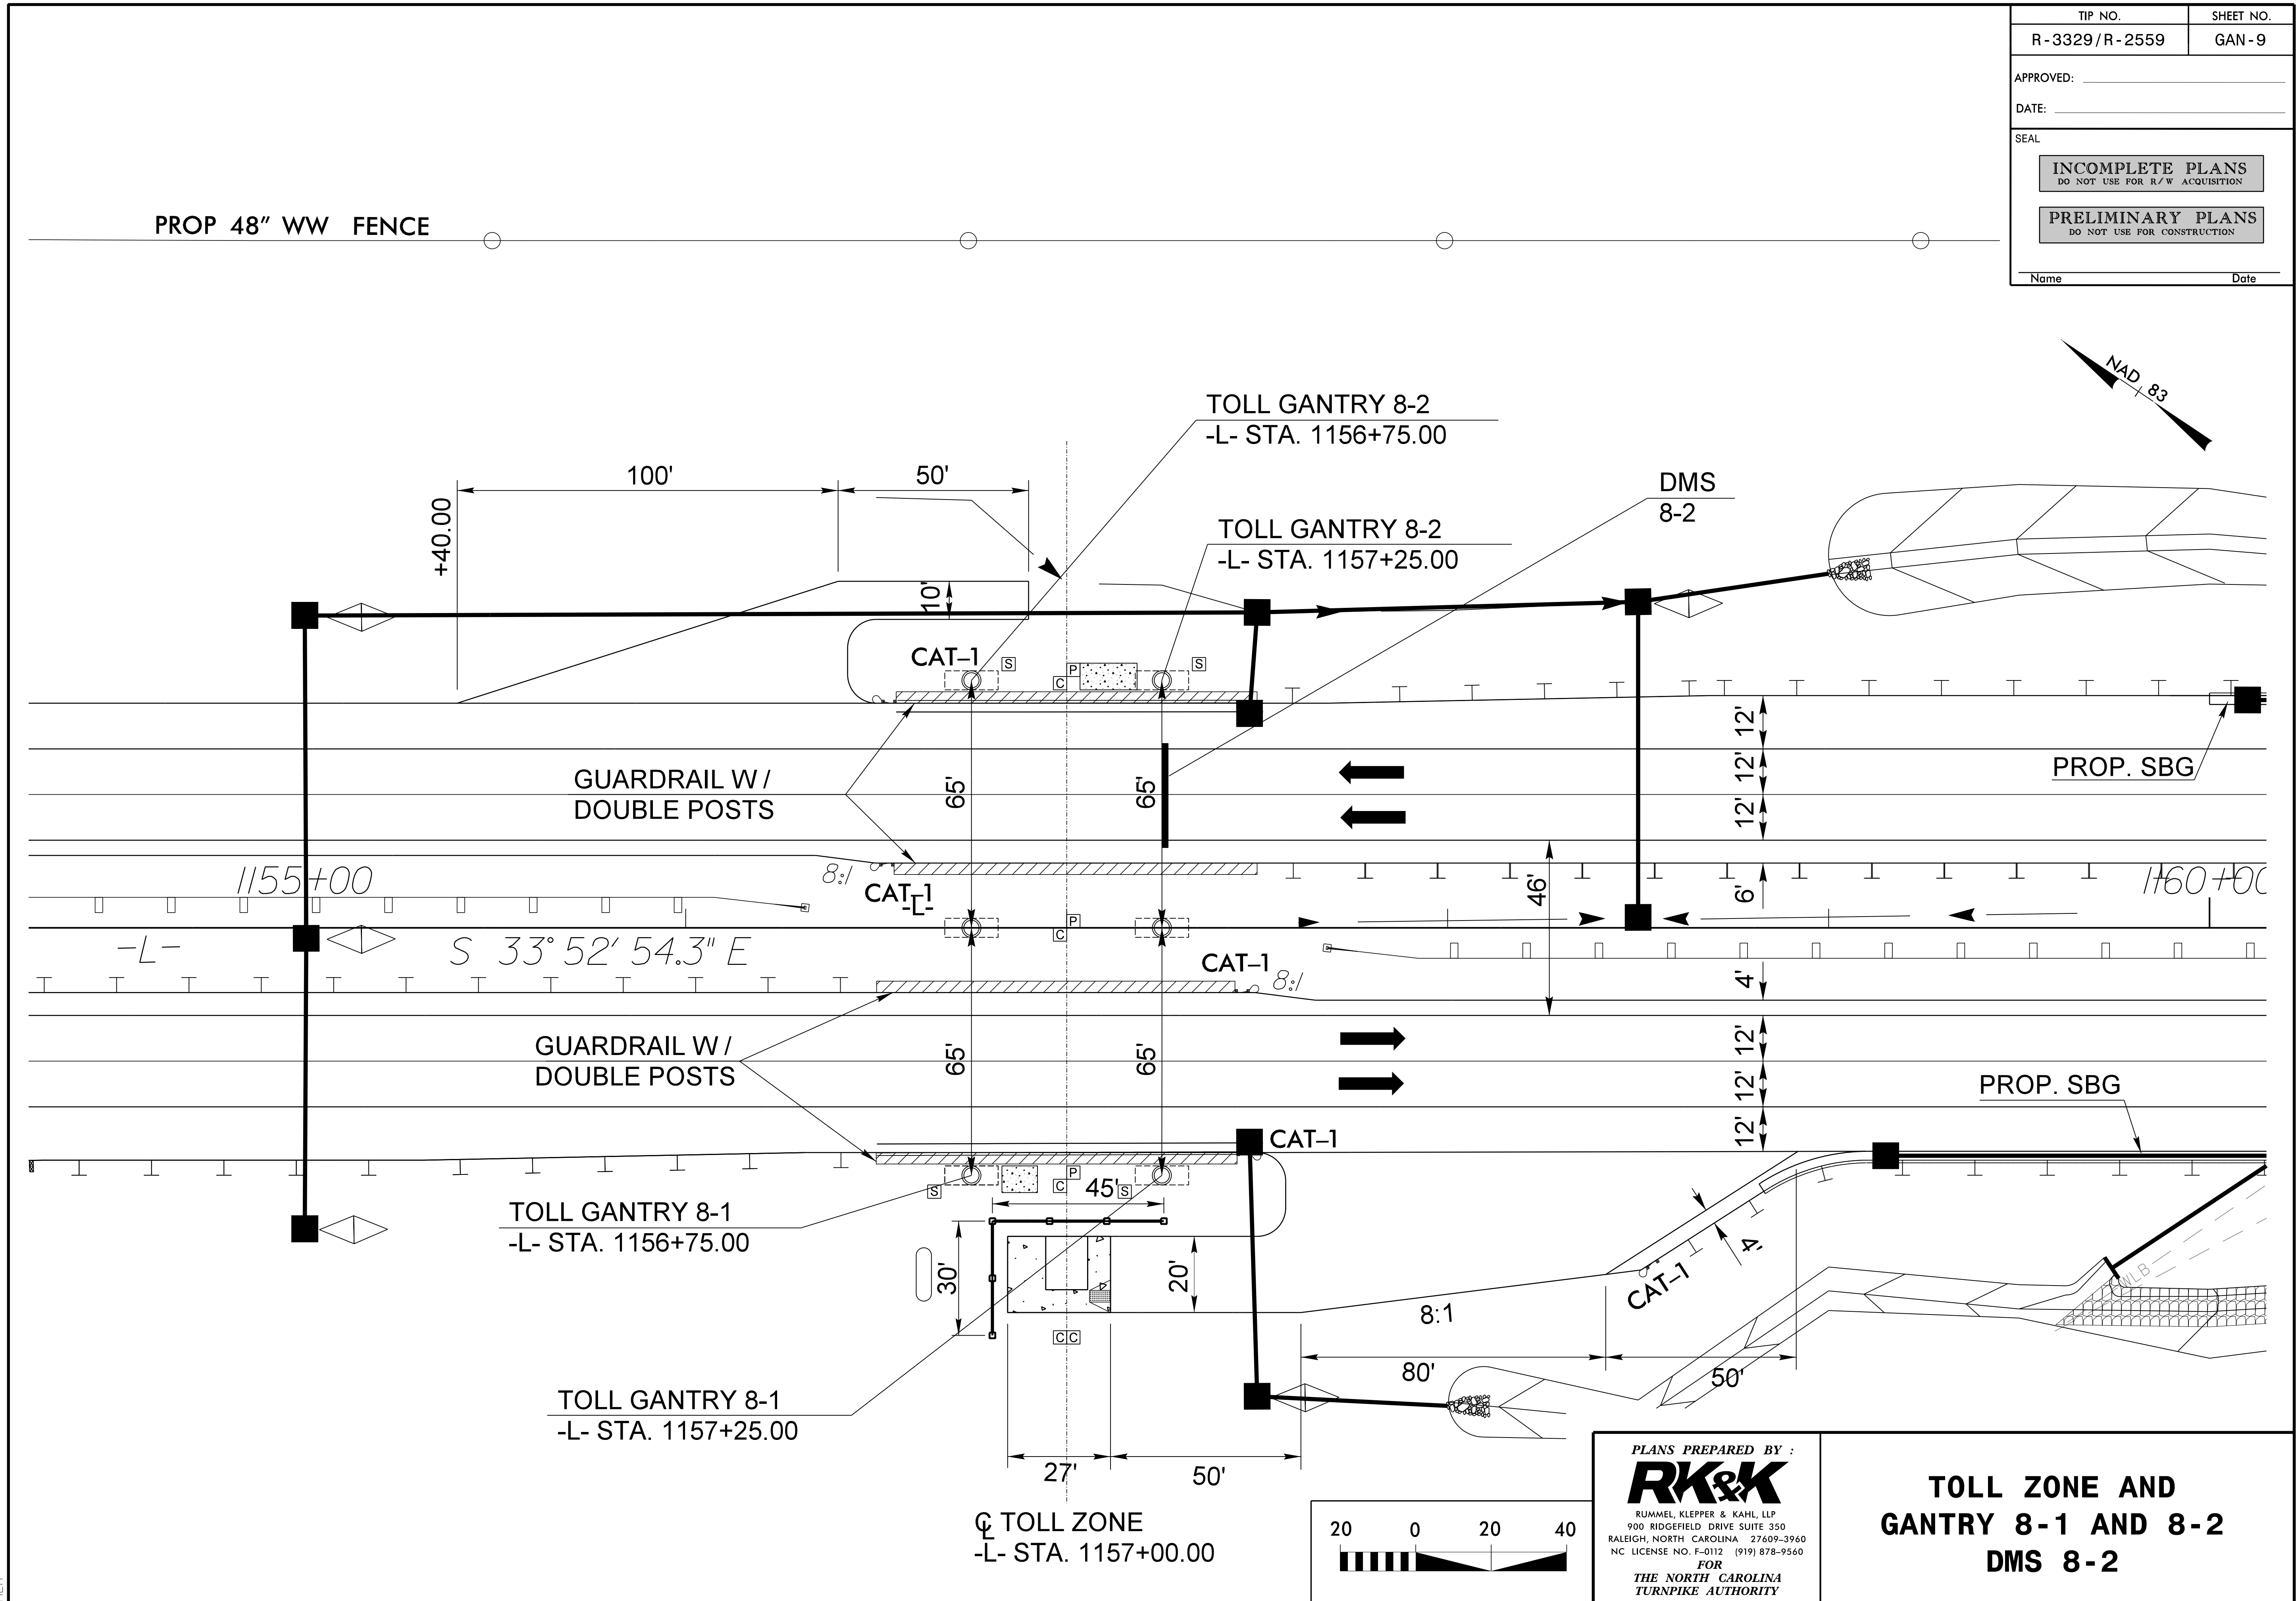 TIP NO. SHEET NO.
R-3329/R-2559 GAN-9
APPROVED:
DATE:
SEAL
INCOMPLETE PLANS
DO NOT USE FOR R/W ACQUISITION
PRELIMINARY PLANS
DO NOT USE FOR CONSTRUCTION
Name Date
PROP 48" WW FENCE
NAD 83
TOLL GANTRY 8-2
-L- STA. 1156+75.00
100' 50'
DMS
8-2
+40.00
TOLL GANTRY 8-2
-L- STA. 1157+25.00
10'
CAT-1
S
P
C
S
12'
12'
12'
PROP. SBG
GUARDRAIL W/
DOUBLE POSTS
65'
65'
1155+00
8:1
CAT-1
-L-
46'
6'
1160+00
P
C
-L-
S 33° 52' 54.3" E
CAT-1
8:1
4'
GUARDRAIL W/
DOUBLE POSTS
65'
65'
12'
12'
12'
PROP. SBG
CAT-1
P
C
S
S
45'
TOLL GANTRY 8-1
-L- STA. 1156+75.00
30'
20'
4'
CAT-1
WLB
8:1
C C
80'
50'
TOLL GANTRY 8-1
-L- STA. 1157+25.00
27' 50'
℄ TOLL ZONE
-L- STA. 1157+00.00
20 0 20 40
PLANS PREPARED BY :
RK&K
RUMMEL, KLEPPER & KAHL, LLP
900 RIDGEFIELD DRIVE SUITE 350
RALEIGH, NORTH CAROLINA 27609-3960
NC LICENSE NO. F-0112 (919) 878-9560
FOR
THE NORTH CAROLINA
TURNPIKE AUTHORITY
TOLL ZONE AND
GANTRY 8-1 AND 8-2
DMS 8-2